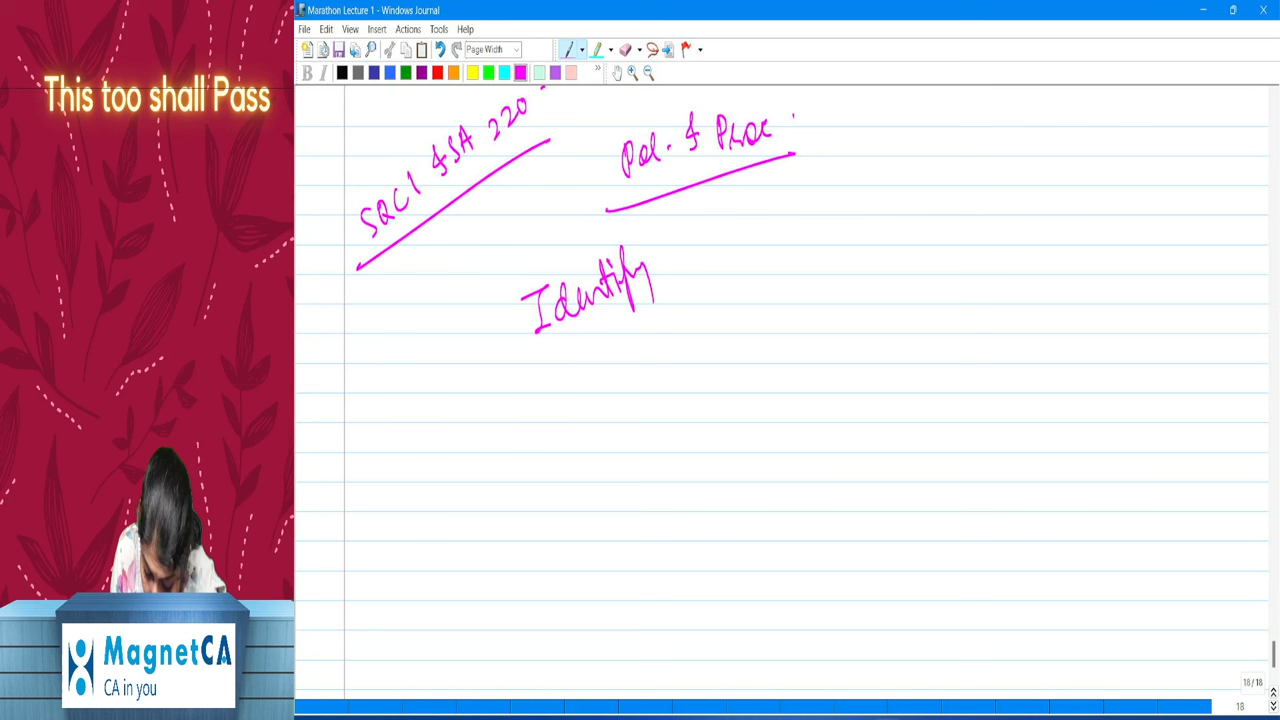 Marathon Lecture 1 - Windows Journal
File Edit View Insert Actions Tools Help
Page Width
B I
This too shall Pass
SQC 1 & SA 220
Pol. & Proc.
Identify
MagnetCA
CA in you
18 / 18
18